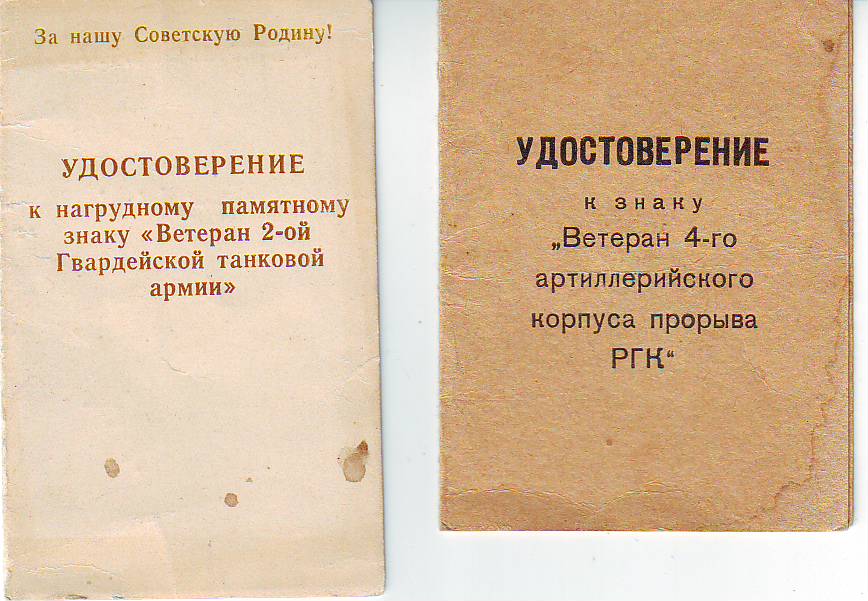 За нашу Советскую Родину!
УДОСТОВЕРЕНИЕ
к нагрудному памятному
знаку «Ветеран 2-ой
Гвардейской танковой
армии»
УДОСТОВЕРЕНИЕ
к знаку
„Ветеран 4-го
артиллерийского
корпуса прорыва
РГК“